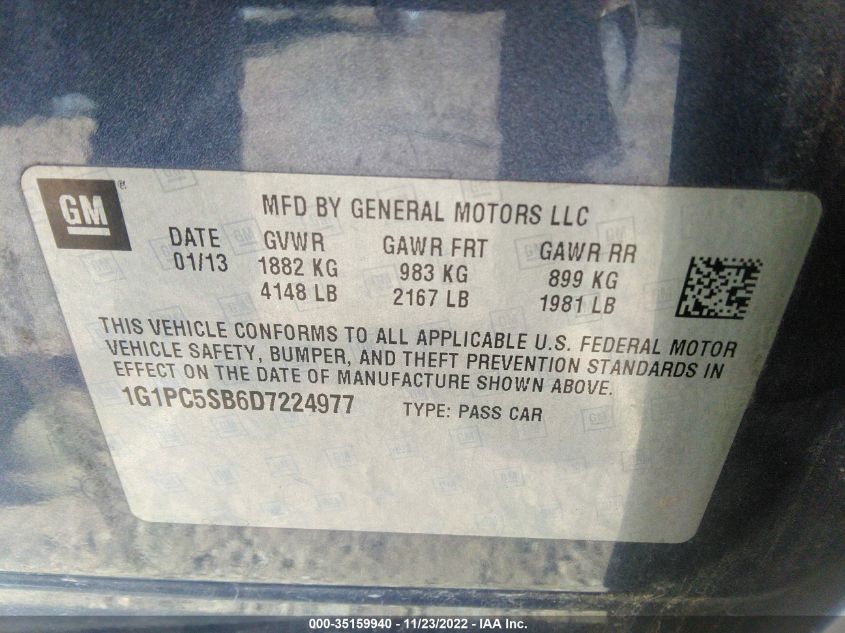 GM
MFD BY GENERAL MOTORS LLC
DATE GVWR GAWR FRT GAWR RR
01/13 1882 KG 983 KG 899 KG
4148 LB 2167 LB 1981 LB
THIS VEHICLE CONFORMS TO ALL APPLICABLE U.S. FEDERAL MOTOR
VEHICLE SAFETY, BUMPER, AND THEFT PREVENTION STANDARDS IN
EFFECT ON THE DATE OF MANUFACTURE SHOWN ABOVE.
1G1PC5SB6D7224977 TYPE: PASS CAR
000-35159940 - 11/23/2022 - IAA Inc.